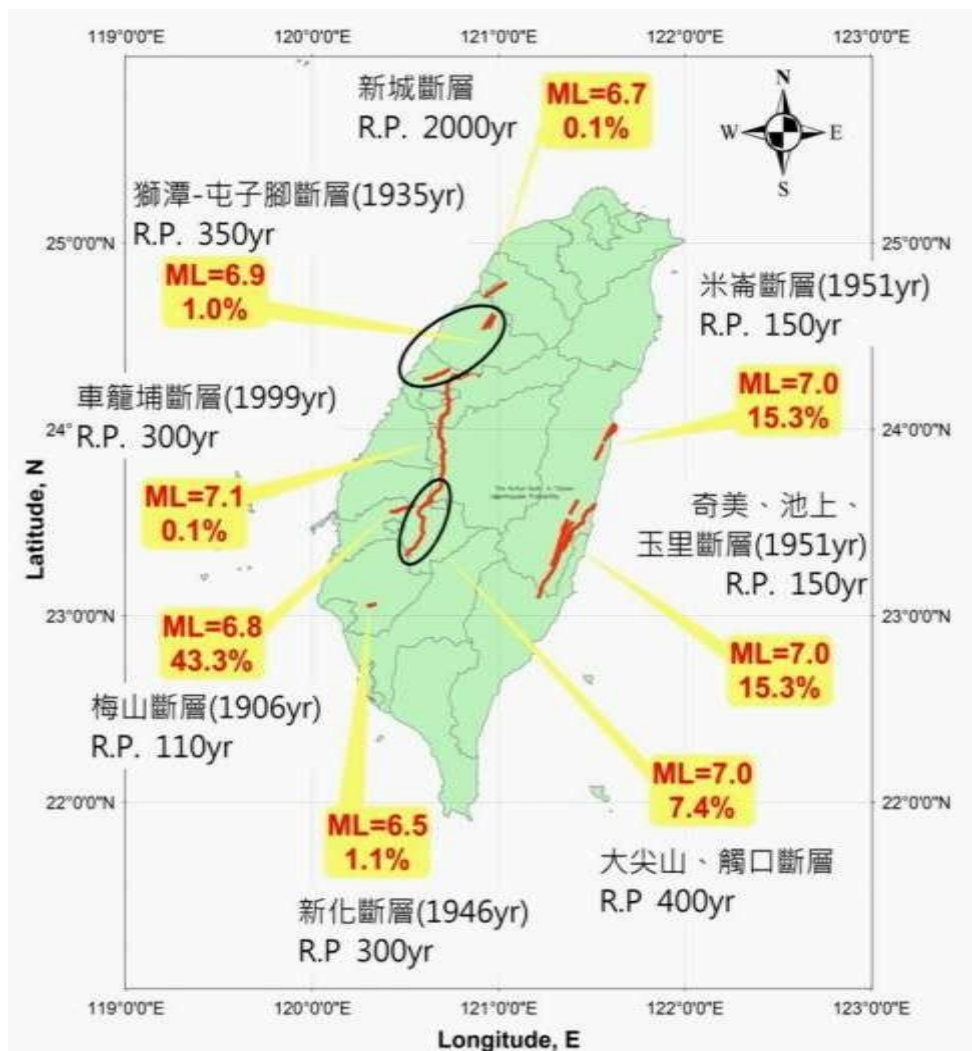 119°0'0"E 120°0'0"E 121°0'0"E 122°0'0"E 123°0'0"E
新城斷層
R.P. 2000yr
ML=6.7
0.1%
N
W E
S
獅潭-屯子腳斷層(1935yr)
R.P. 350yr
25°0'0"N 25°0'0"N
ML=6.9
1.0%
米崙斷層(1951yr)
R.P. 150yr
車籠埔斷層(1999yr)
R.P. 300yr
ML=7.0
15.3%
24° 24°0'0"N
Latitude, N
ML=7.1
0.1%
奇美、池上、
玉里斷層(1951yr)
R.P. 150yr
23°0'0"N 23°0'0"N
ML=6.8
43.3%
ML=7.0
15.3%
梅山斷層(1906yr)
R.P. 110yr
ML=7.0
7.4%
22°0'0"N 22°0'0"N
ML=6.5
1.1%
大尖山、觸口斷層
R.P 400yr
新化斷層(1946yr)
R.P 300yr
119°0'0"E 120°0'0"E 121°0'0"E 122°0'0"E 123°0'0"E
Longitude, E